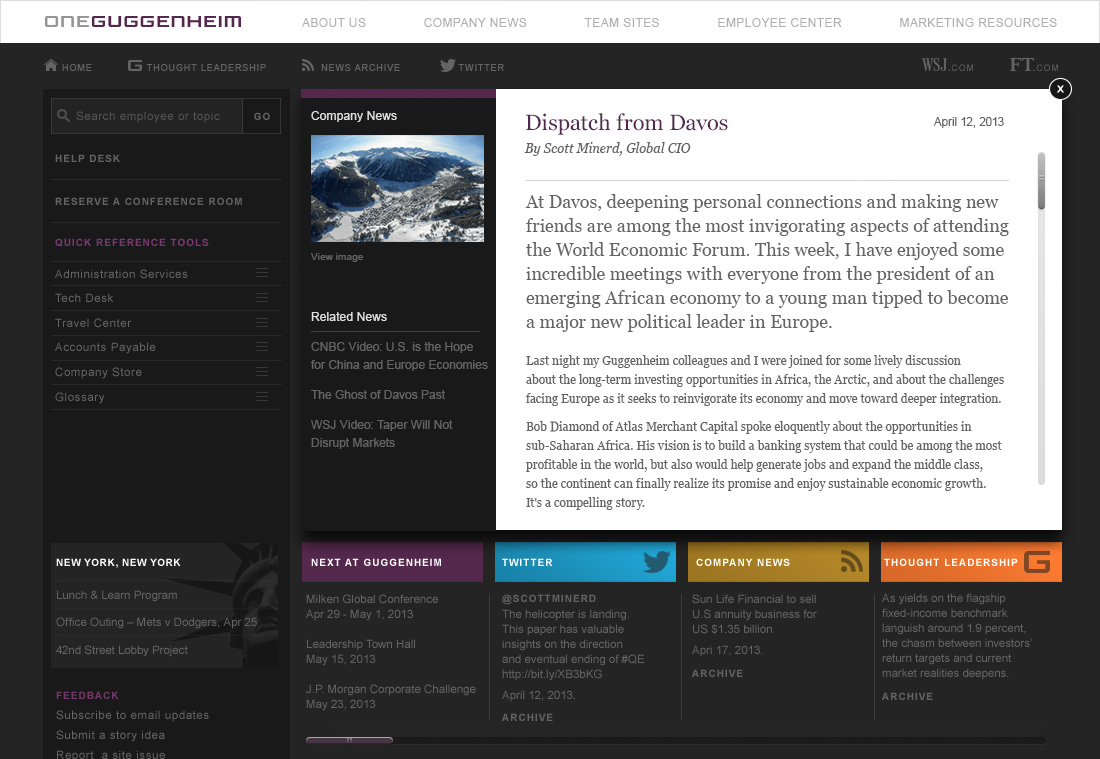 ONEGUGGENHEIM
ABOUT US
COMPANY NEWS
TEAM SITES
EMPLOYEE CENTER
MARKETING RESOURCES
HOME
THOUGHT LEADERSHIP
NEWS ARCHIVE
TWITTER
WSJ.COM
FT.COM
Search employee or topic
GO
HELP DESK
RESERVE A CONFERENCE ROOM
QUICK REFERENCE TOOLS
Administration Services
Tech Desk
Travel Center
Accounts Payable
Company Store
Glossary
Company News
View image
Related News
CNBC Video: U.S. is the Hope
for China and Europe Economies
The Ghost of Davos Past
WSJ Video: Taper Will Not
Disrupt Markets
x
Dispatch from Davos
April 12, 2013
By Scott Minerd, Global CIO
At Davos, deepening personal connections and making new
friends are among the most invigorating aspects of attending
the World Economic Forum. This week, I have enjoyed some
incredible meetings with everyone from the president of an
emerging African economy to a young man tipped to become
a major new political leader in Europe.
Last night my Guggenheim colleagues and I were joined for some lively discussion
about the long-term investing opportunities in Africa, the Arctic, and about the challenges
facing Europe as it seeks to reinvigorate its economy and move toward deeper integration.
Bob Diamond of Atlas Merchant Capital spoke eloquently about the opportunities in
sub-Saharan Africa. His vision is to build a banking system that could be among the most
profitable in the world, but also would help generate jobs and expand the middle class,
so the continent can finally realize its promise and enjoy sustainable economic growth.
It's a compelling story.
NEW YORK, NEW YORK
Lunch & Learn Program
Office Outing – Mets v Dodgers, Apr 25
42nd Street Lobby Project
FEEDBACK
Subscribe to email updates
Submit a story idea
Report a site issue
NEXT AT GUGGENHEIM
Milken Global Conference
Apr 29 - May 1, 2013
Leadership Town Hall
May 15, 2013
J.P. Morgan Corporate Challenge
May 23, 2013
TWITTER
@SCOTTMINERD
The helicopter is landing.
This paper has valuable
insights on the direction
and eventual ending of #QE
http://bit.ly/XB3bKG
April 12, 2013.
ARCHIVE
COMPANY NEWS
Sun Life Financial to sell
U.S annuity business for
US $1.35 billion
Apri 17, 2013.
ARCHIVE
THOUGHT LEADERSHIP
As yields on the flagship
fixed-income benchmark
languish around 1.9 percent,
the chasm between investors'
return targets and current
market realities deepens.
ARCHIVE